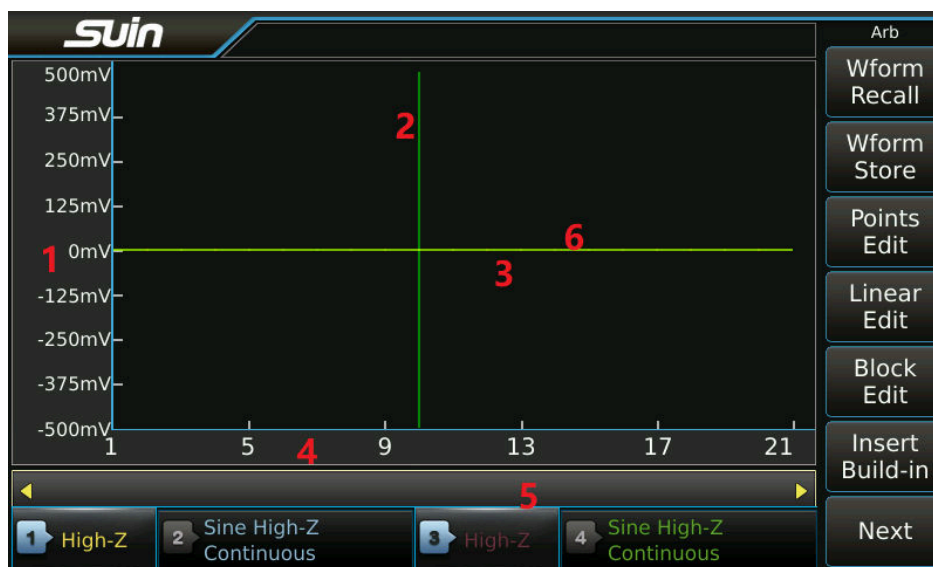 suin
Arb
500mV
375mV
250mV
125mV
0mV
-125mV
-250mV
-375mV
-500mV
1 5 9 13 17 21
1
2
3
4
5
6
Wform
Recall
Wform
Store
Points
Edit
Linear
Edit
Block
Edit
Insert
Build-in
Next
1 High-Z
2 Sine High-Z
Continuous
3 High-Z
4 Sine High-Z
Continuous